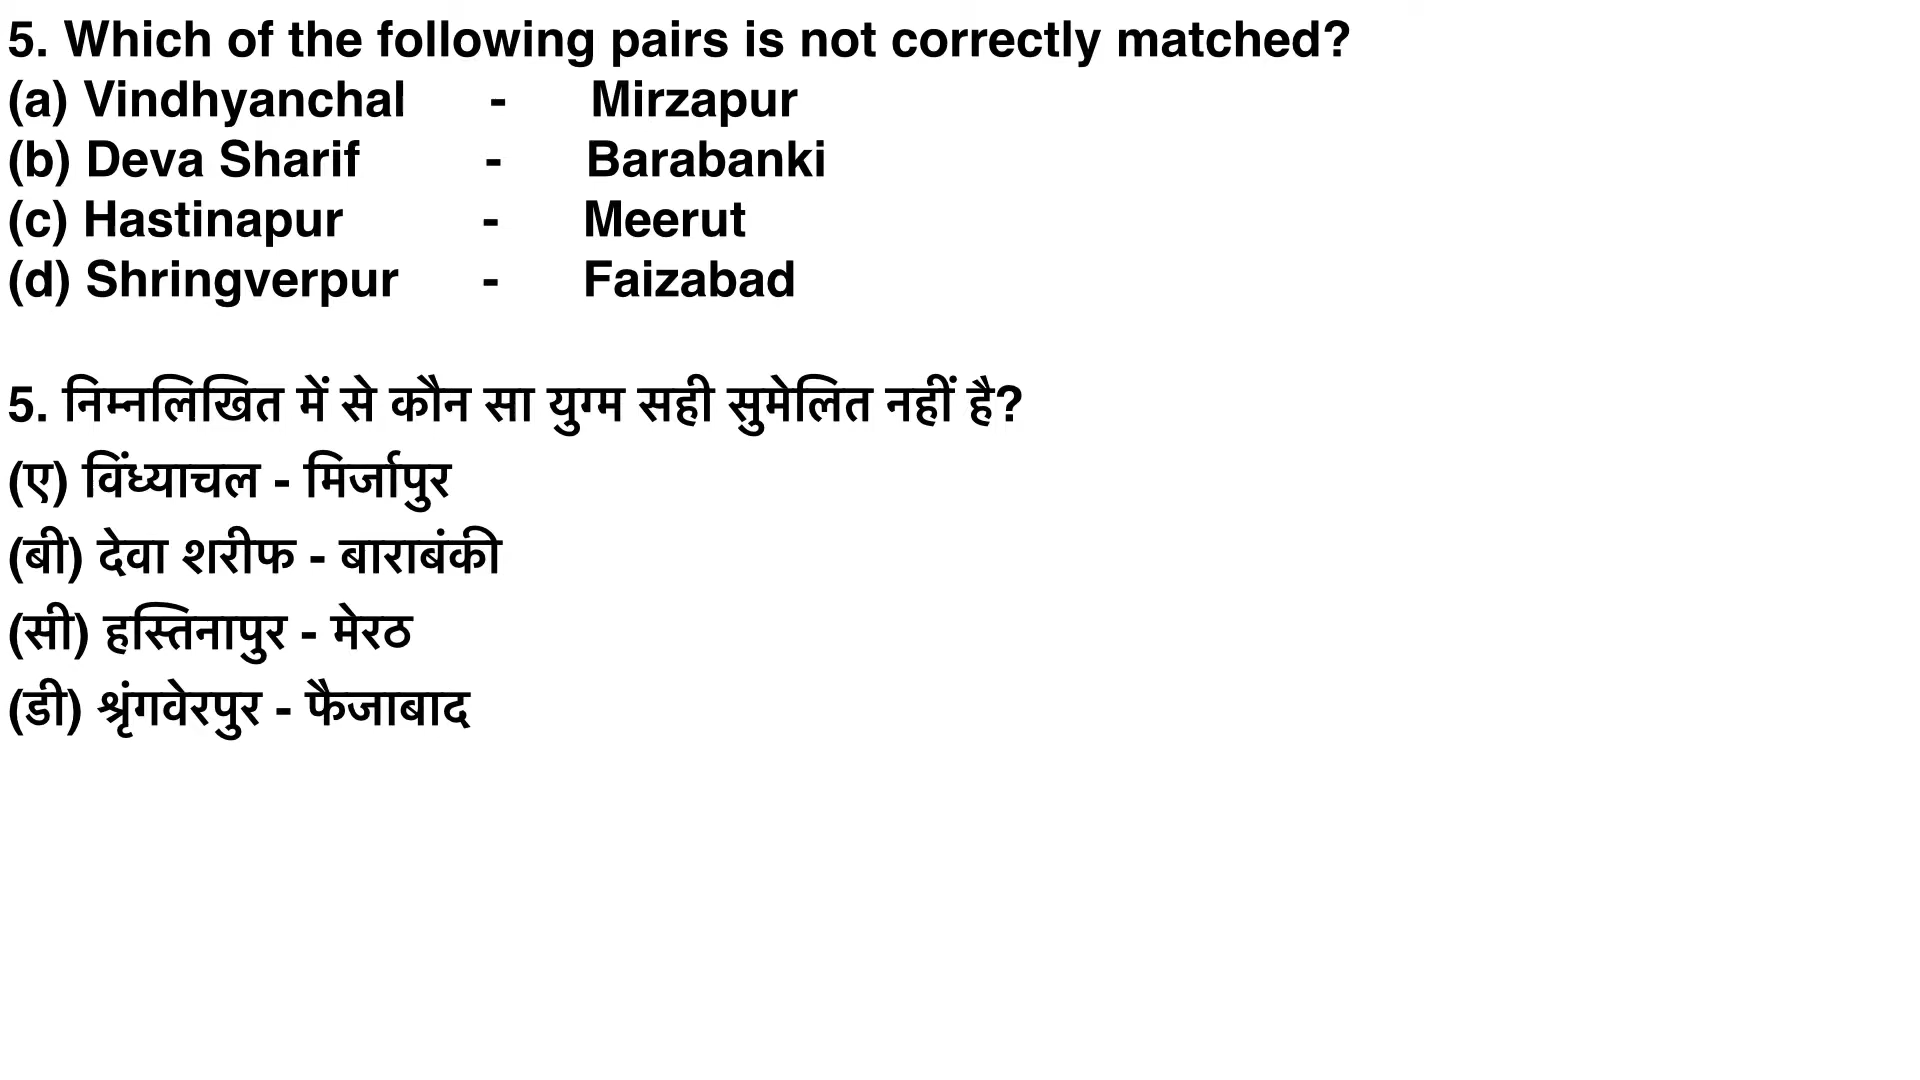 5. Which of the following pairs is not correctly matched?
(a) Vindhyanchal - Mirzapur
(b) Deva Sharif - Barabanki
(c) Hastinapur - Meerut
(d) Shringverpur - Faizabad
5. निम्नलिखित में से कौन सा युग्म सही सुमेलित नहीं है?
(ए) विंध्याचल - मिर्जापुर
(बी) देवा शरीफ - बाराबंकी
(सी) हस्तिनापुर - मेरठ
(डी) श्रृंगवेरपुर - फैजाबाद